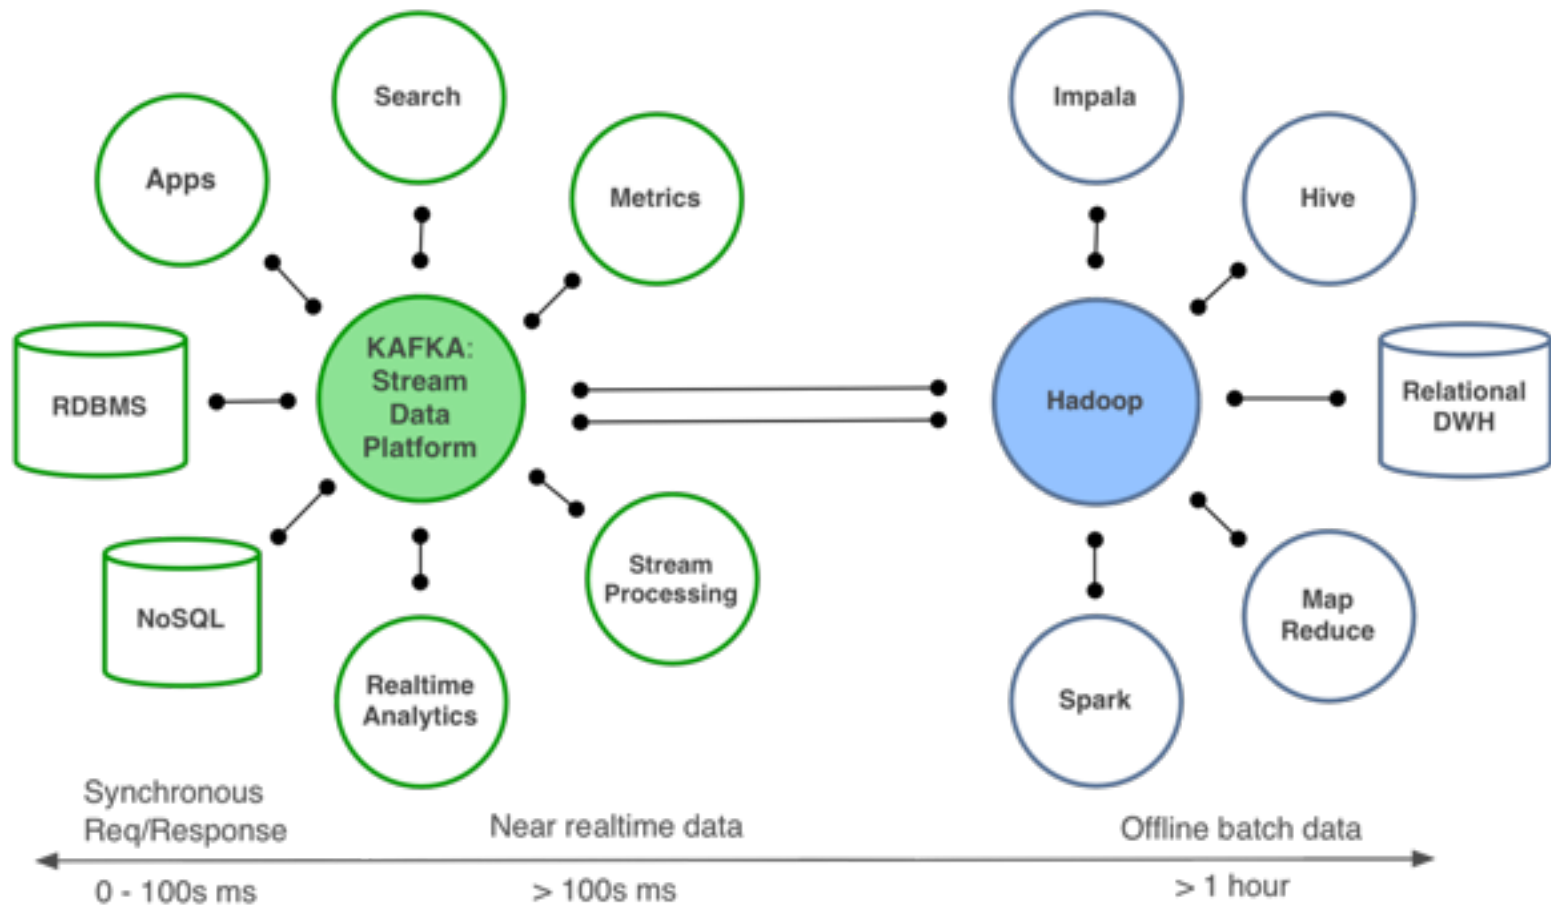 Search
Impala
Apps
Metrics
Hive
KAFKA:
Stream
Data
Platform
RDBMS
Hadoop
Relational
DWH
NoSQL
Stream
Processing
Map
Reduce
Realtime
Analytics
Spark
Synchronous
Req/Response
Near realtime data
Offline batch data
0 - 100s ms
> 100s ms
> 1 hour